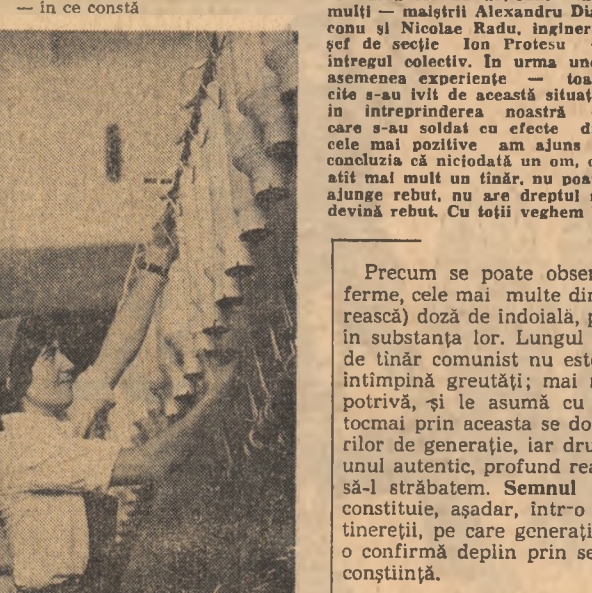 — în ce constă
mulți — maiștrii Alexandru Dia
conu și Nicolae Radu, inginer
șef de secție Ion Protesu
întregul colectiv. In urma une
asemenea experiențe — toa
cite s-au ivit de această situaț
in întreprinderea noastră
care s-au soldat cu efecte d
cele mai pozitive am ajuns
concluzia că niciodată un om, c
atît mai mult un tînăr, nu poa
ajunge rebut, nu are dreptul s
devină rebut. Cu toții veghem
Precum se poate obser
ferme, cele mai multe din
rească) doză de îndoială, p
în substanța lor. Lungul
de tînăr comunist nu este
întîmpină greutăți; mai
potrivă, și le asumă cu
tocmai prin aceasta se do
rilor de generație, iar dru
unul autentic, profund rea
să-l străbatem. Semnul
constituie, așadar, într-o
tinereții, pe care generați
o confirmă deplin prin se
conștiință.